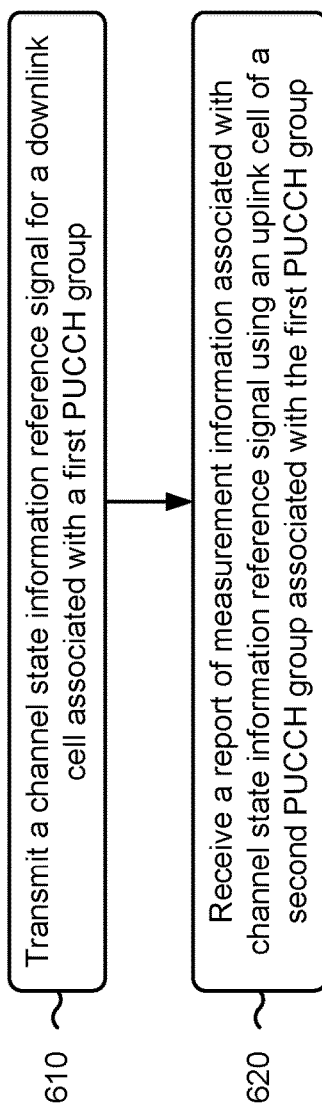 610
Transmit a channel state information reference signal for a downlink
cell associated with a first PUCCH group
620
Receive a report of measurement information associated with
channel state information reference signal using an uplink cell of a
second PUCCH group associated with the first PUCCH group